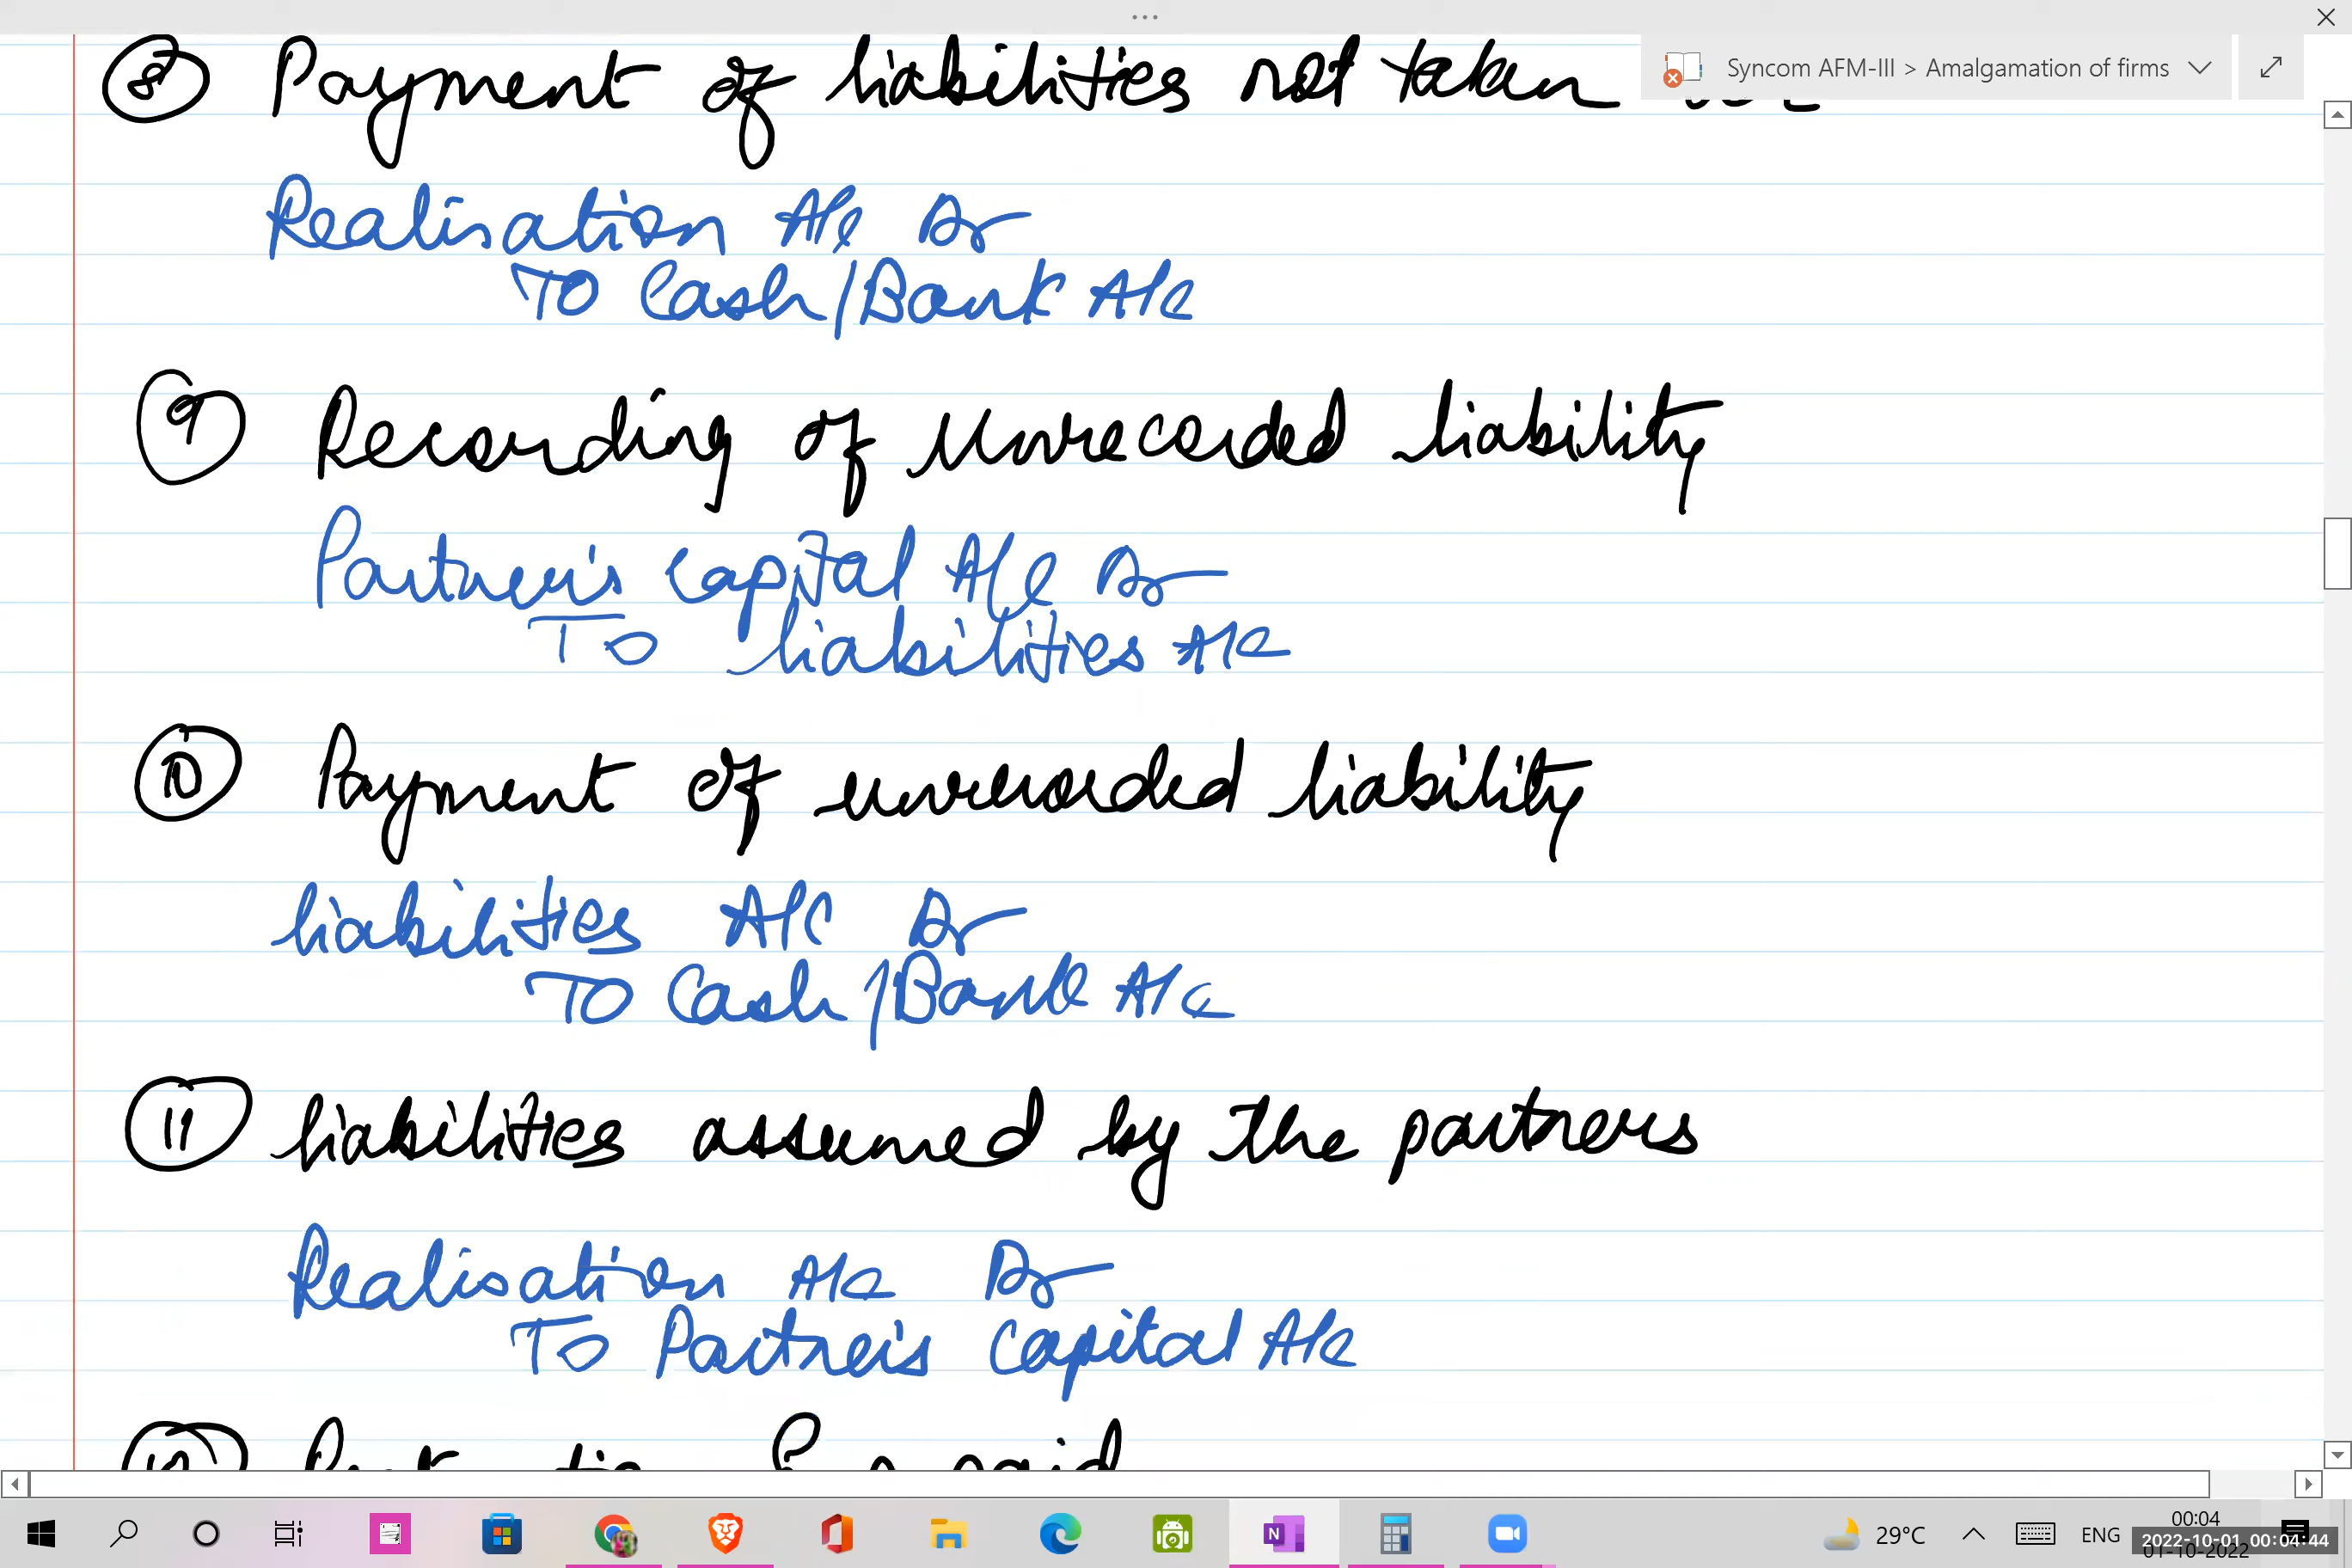 Syncom AFM-III > Amalgamation of firms
⑧ Payment of liabilities not taken
Realisation A/c Dr
To Cash/Bank A/c
⑨ Recording of Unrecorded liability
Partner's capital A/c Dr
To liabilities A/c
⑩ Payment of unrecorded liability
liabilities A/C Dr
To Cash/Bank A/c
⑪ liabilities assumed by the partners
Realisation A/c Dr
To Partner's Capital A/c
29°C
ENG
00:04
01-10-2022
2022-10-01 00:04:44